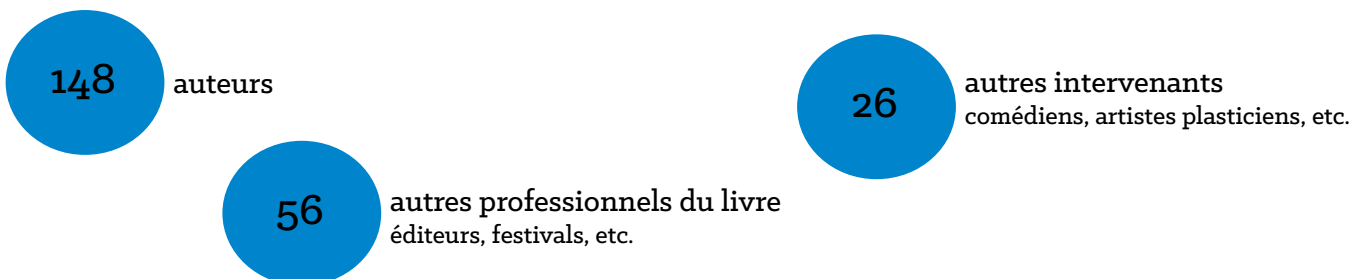 148
auteurs
56
autres professionnels du livre
éditeurs, festivals, etc.
26
autres intervenants
comédiens, artistes plasticiens, etc.